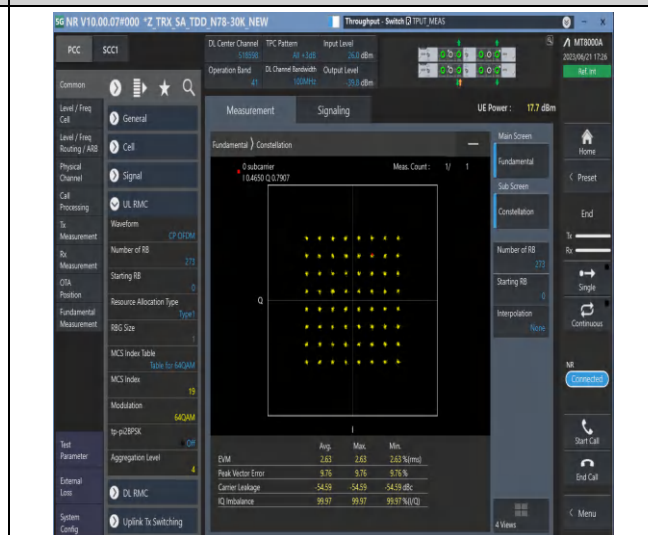 5G NR V10.00.07#000 *Z_TRX_SA_TDD_N78-30K_NEW
Throughput - Switch TPUT_MEAS
PCC
SCC1
DL Center Channel
518598
TPC Pattern
All +3dB
Input Level
26.0 dBm
Operation Band
41
DL Channel Bandwidth
100MHz
Output Level
-39.0 dBm
MT8000A
2023/06/21 17:26
Ref. Int
Common
Level / Freq
Cell
Level / Freq
Routing / ARB
Physical
Channel
Call
Processing
Tx
Measurement
Rx
Measurement
OTA
Position
Fundamental
Measurement
Test
Parameter
External
Loss
System
Config
General
Cell
Signal
UL RMC
Waveform
CP OFDM
Number of RB
273
Starting RB
0
Resource Allocation Type
Type1
RBG Size
1
MCS Index Table
Table for 64QAM
MCS Index
19
Modulation
64QAM
tp-pi2BPSK
Off
Aggregation Level
4
DL RMC
Uplink Tx Switching
Measurement
Signaling
UE Power : 17.7 dBm
Fundamental ⟩ Constellation
0 subcarrier
I 0.4650 Q 0.7907
Meas. Count : 1/ 1
Q
I
Avg. Max. Min.
EVM 2.63 2.63 2.63 %(rms)
Peak Vector Error 9.76 9.76 9.76 %
Carrier Leakage -54.59 -54.59 -54.59 dBc
IQ Imbalance 99.97 99.97 99.97 %(I/Q)
Main Screen
Fundamental
Sub Screen
Constellation
Number of RB
273
Starting RB
0
Interpolation
None
4 Views
Home
Preset
End
Tx
Rx
Single
Continuous
NR
Connected
Start Call
End Call
Menu